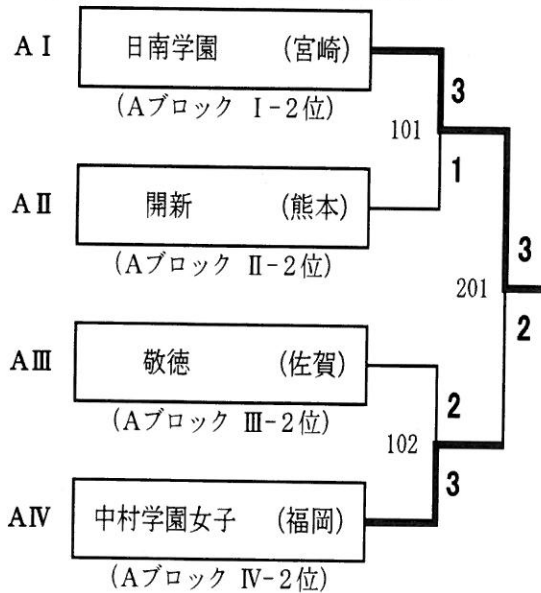 AⅠ 日南学園 (宮崎)
(Aブロック Ⅰ-2位)
3
101
1
AⅡ 開新 (熊本)
(Aブロック Ⅱ-2位)
3
201
2
AⅢ 敬徳 (佐賀)
(Aブロック Ⅲ-2位)
2
102
3
AⅣ 中村学園女子 (福岡)
(Aブロック Ⅳ-2位)